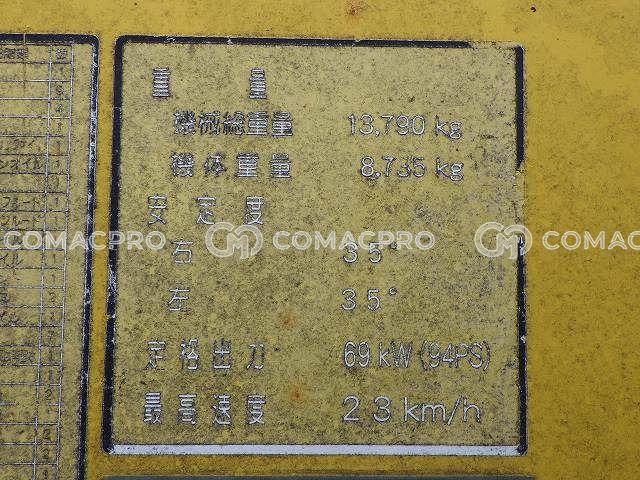 重量
機械総重量 13,790 kg
機体重量 8,735 kg
安定度
COMACPRO COMACPRO COMACPRO
右 35°
左 35°
定格出力 69 kW (94PS)
最高速度 23 km/h